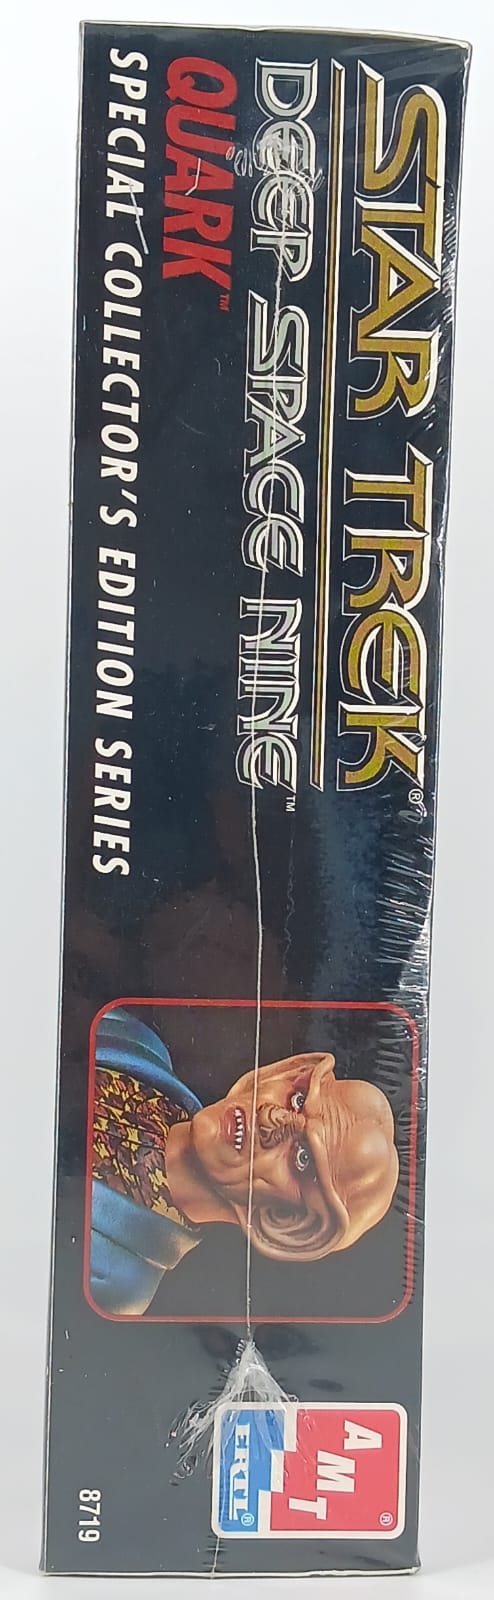 STAR TREK®
DEEP SPACE NINE™
QUARK™
SPECIAL COLLECTOR'S EDITION SERIES
AMT®
ERTL®
8719